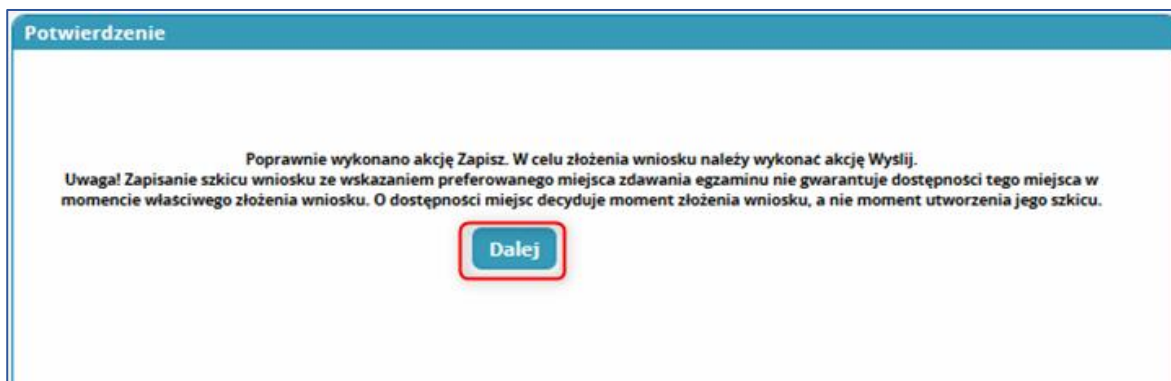 Potwierdzenie
Poprawnie wykonano akcję Zapisz. W celu złożenia wniosku należy wykonać akcję Wyślij.
Uwaga! Zapisanie szkicu wniosku ze wskazaniem preferowanego miejsca zdawania egzaminu nie gwarantuje dostępności tego miejsca w
momencie właściwego złożenia wniosku. O dostępności miejsc decyduje moment złożenia wniosku, a nie moment utworzenia jego szkicu.
Dalej